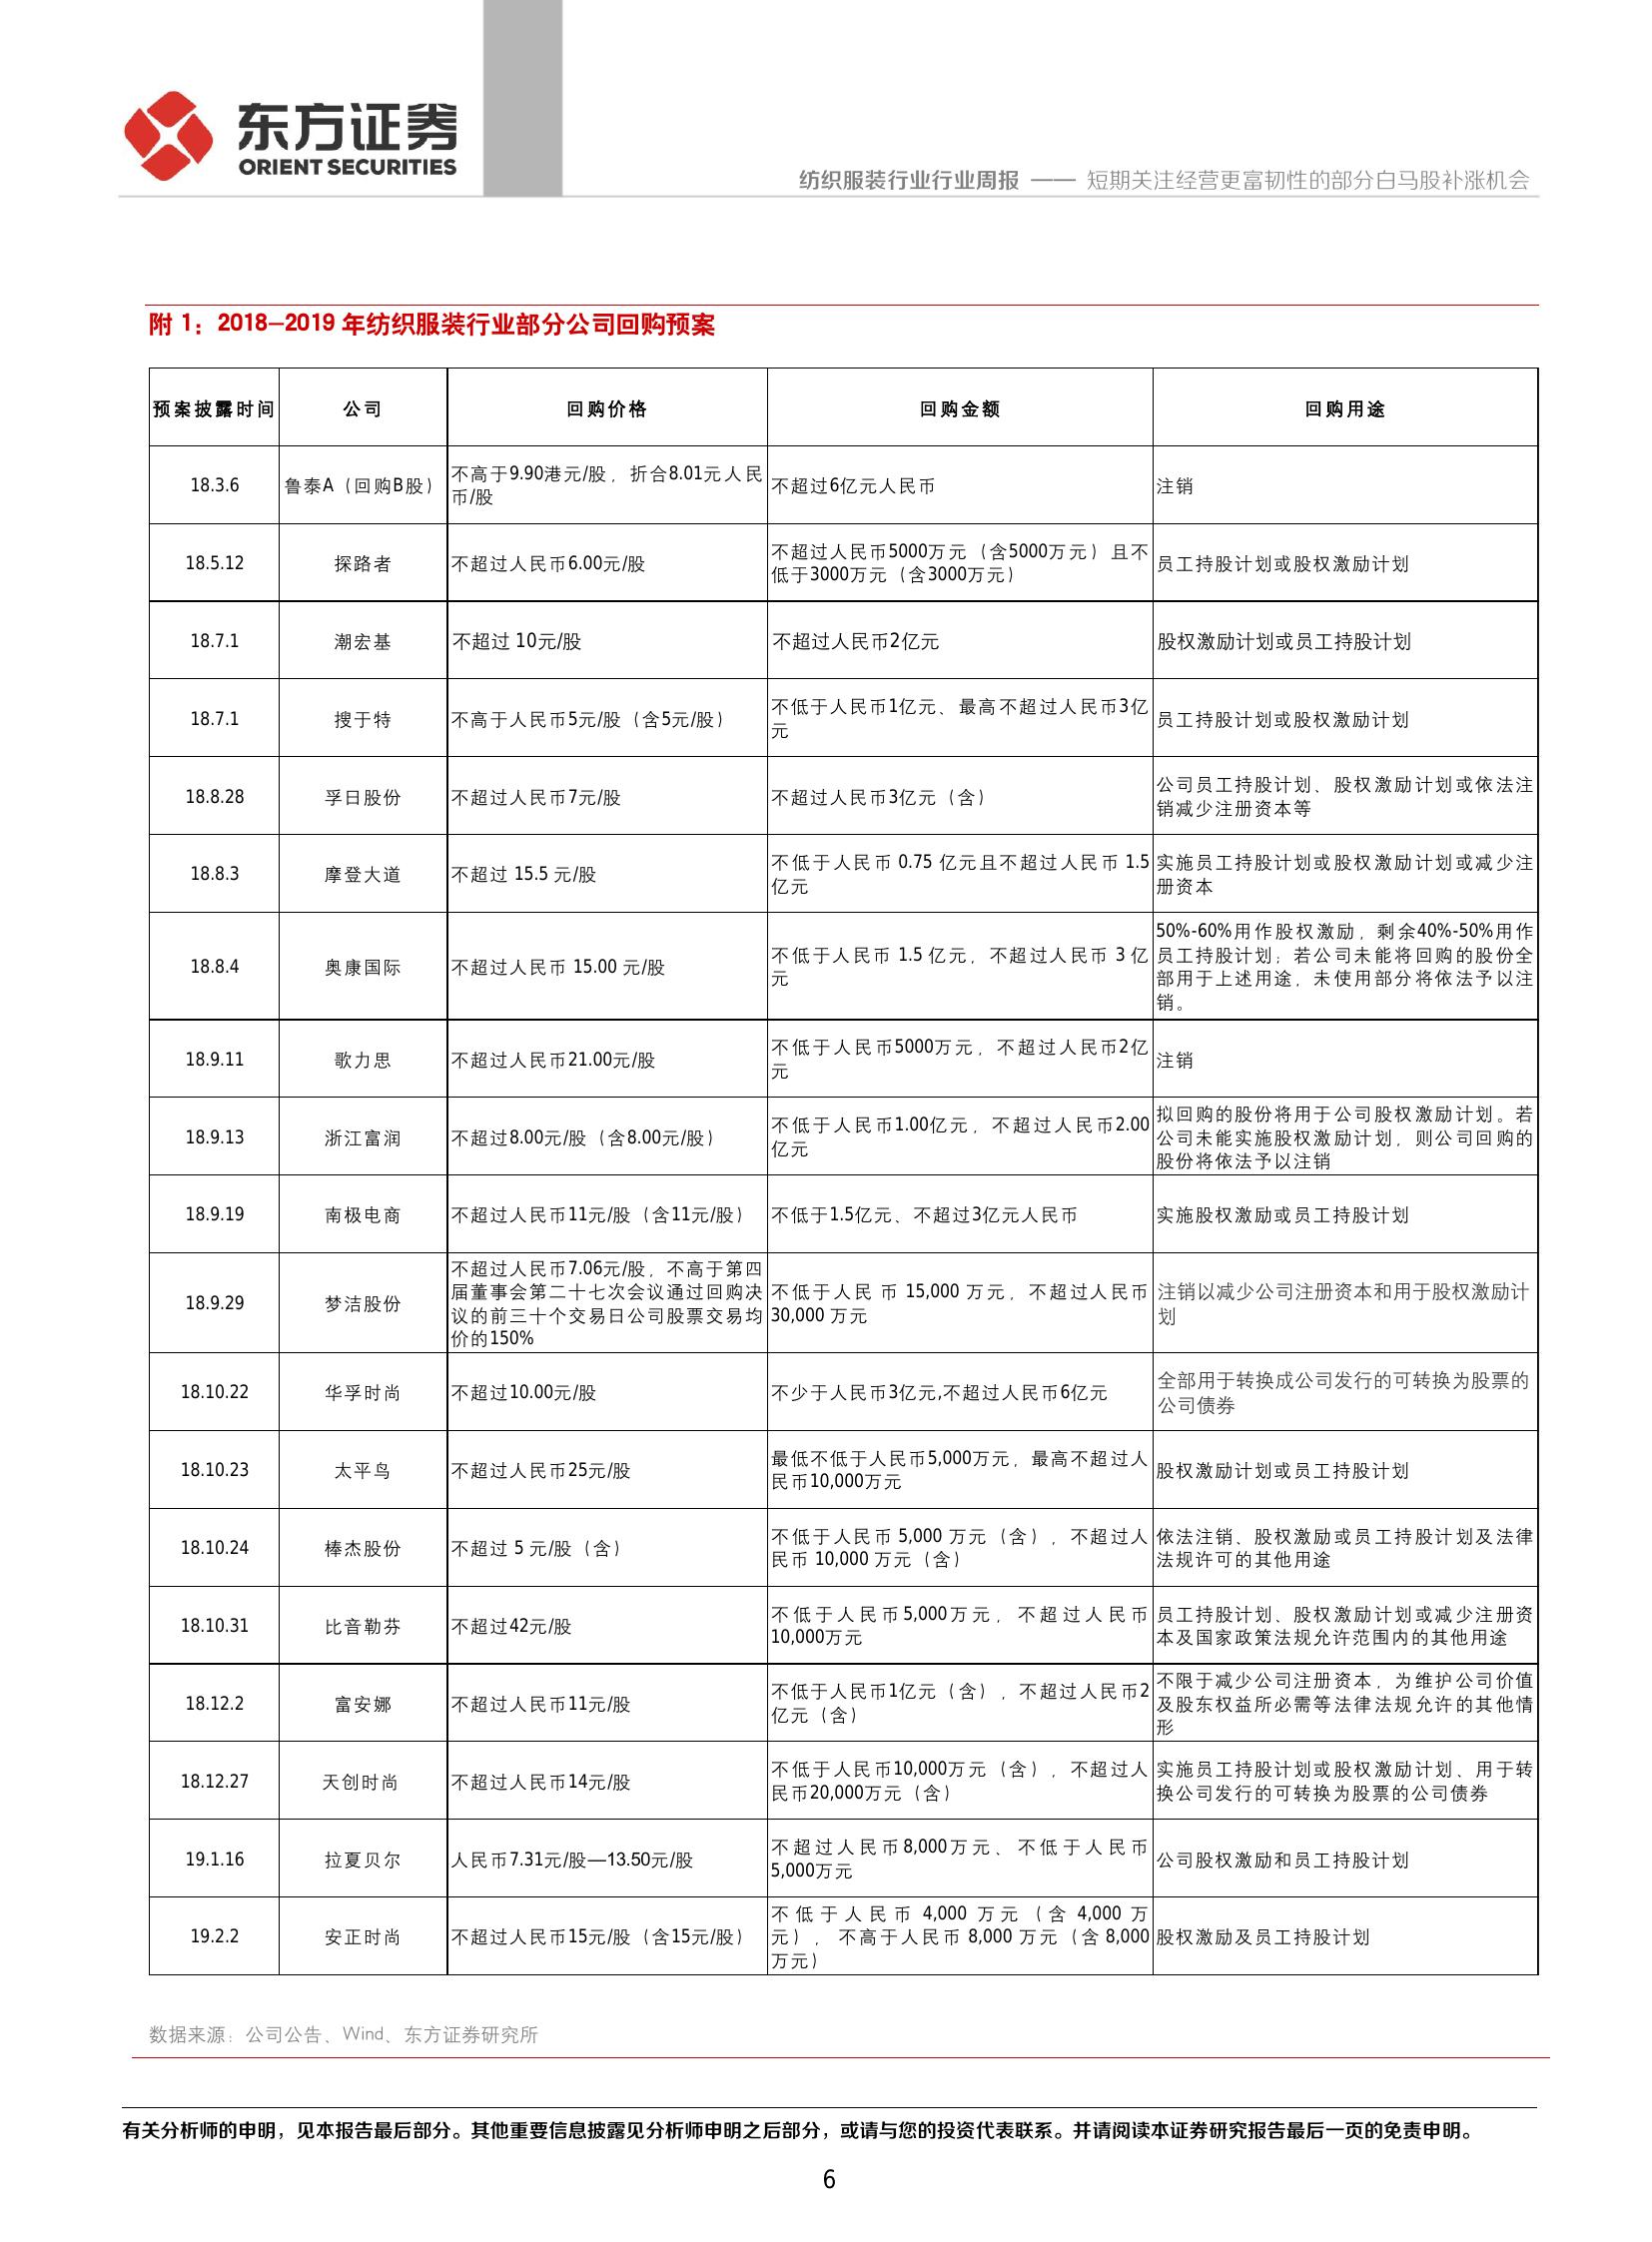 东方证券
ORIENT SECURITIES
纺织服装行业行业周报 —— 短期关注经营更富韧性的部分白马股补涨机会
附 1：2018-2019 年纺织服装行业部分公司回购预案
预案披露时间 公司 回购价格 回购金额 回购用途
18.3.6
鲁泰A（回购B股）
不高于9.90港元/股，折合8.01元人民
币/股
不超过6亿元人民币
注销
18.5.12
探路者
不超过人民币6.00元/股
不超过人民币5000万元（含5000万元）且不
低于3000万元（含3000万元）
员工持股计划或股权激励计划
18.7.1
潮宏基
不超过 10元/股
不超过人民币2亿元
股权激励计划或员工持股计划
18.7.1
搜于特
不高于人民币5元/股（含5元/股）
不低于人民币1亿元、最高不超过人民币3亿
元
员工持股计划或股权激励计划
18.8.28
孚日股份
不超过人民币7元/股
不超过人民币3亿元（含）
公司员工持股计划、股权激励计划或依法注
销减少注册资本等
18.8.3
摩登大道
不超过 15.5 元/股
不低于人民币 0.75 亿元且不超过人民币 1.5
亿元
实施员工持股计划或股权激励计划或减少注
册资本
18.8.4
奥康国际
不超过人民币 15.00 元/股
不低于人民币 1.5 亿元，不超过人民币 3 亿
元
50%-60%用作股权激励，剩余40%-50%用作
员工持股计划；若公司未能将回购的股份全
部用于上述用途，未使用部分将依法予以注
销。
18.9.11
歌力思
不超过人民币21.00元/股
不低于人民币5000万元，不超过人民币2亿
元
注销
18.9.13
浙江富润
不超过8.00元/股（含8.00元/股）
不低于人民币1.00亿元，不超过人民币2.00
亿元
拟回购的股份将用于公司股权激励计划。若
公司未能实施股权激励计划，则公司回购的
股份将依法予以注销
18.9.19
南极电商
不超过人民币11元/股（含11元/股）
不低于1.5亿元、不超过3亿元人民币
实施股权激励或员工持股计划
18.9.29
梦洁股份
不超过人民币7.06元/股，不高于第四
届董事会第二十七次会议通过回购决
议的前三十个交易日公司股票交易均
价的150%
不低于人民 币 15,000 万元，不超过人民币
30,000 万元
注销以减少公司注册资本和用于股权激励计
划
18.10.22
华孚时尚
不超过10.00元/股
不少于人民币3亿元,不超过人民币6亿元
全部用于转换成公司发行的可转换为股票的
公司债券
18.10.23
太平鸟
不超过人民币25元/股
最低不低于人民币5,000万元，最高不超过人
民币10,000万元
股权激励计划或员工持股计划
18.10.24
棒杰股份
不超过 5 元/股（含）
不低于人民币 5,000 万元（含），不超过人
民币 10,000 万元（含）
依法注销、股权激励或员工持股计划及法律
法规许可的其他用途
18.10.31
比音勒芬
不超过42元/股
不低于人民币5,000万元，不超过人民币
10,000万元
员工持股计划、股权激励计划或减少注册资
本及国家政策法规允许范围内的其他用途
18.12.2
富安娜
不超过人民币11元/股
不低于人民币1亿元（含），不超过人民币2
亿元（含）
不限于减少公司注册资本，为维护公司价值
及股东权益所必需等法律法规允许的其他情
形
18.12.27
天创时尚
不超过人民币14元/股
不低于人民币10,000万元（含），不超过人
民币20,000万元（含）
实施员工持股计划或股权激励计划、用于转
换公司发行的可转换为股票的公司债券
19.1.16
拉夏贝尔
人民币7.31元/股—13.50元/股
不超过人民币8,000万元、不低于人民币
5,000万元
公司股权激励和员工持股计划
19.2.2
安正时尚
不超过人民币15元/股（含15元/股）
不低于人民币 4,000 万元（含 4,000 万
元），不高于人民币 8,000 万元（含 8,000
万元）
股权激励及员工持股计划
数据来源：公司公告、Wind、东方证券研究所
有关分析师的申明，见本报告最后部分。其他重要信息披露见分析师申明之后部分，或请与您的投资代表联系。并请阅读本证券研究报告最后一页的免责申明。
6